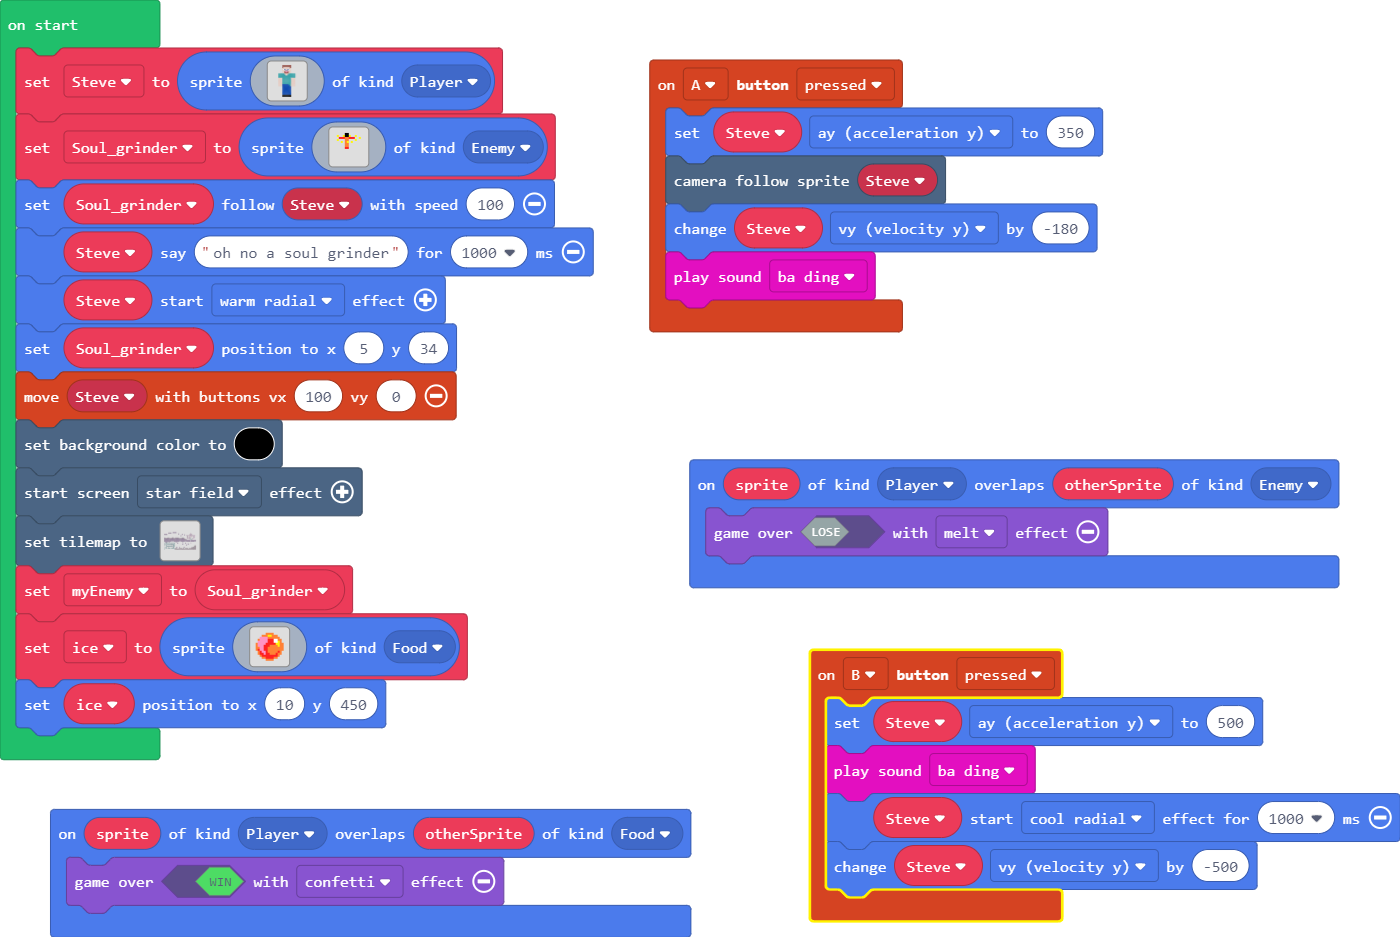 on start
set Steve to sprite of kind Player
set Soul_grinder to sprite of kind Enemy
set Soul_grinder follow Steve with speed 100
Steve say "oh no a soul grinder" for 1000 ms
Steve start warm radial effect
set Soul_grinder position to x 5 y 34
move Steve with buttons vx 100 vy 0
set background color to
start screen star field effect
set tilemap to
set myEnemy to Soul_grinder
set ice to sprite of kind Food
set ice position to x 10 y 450
on A button pressed
set Steve ay (acceleration y) to 350
camera follow sprite Steve
change Steve vy (velocity y) by -180
play sound ba ding
on sprite of kind Player overlaps otherSprite of kind Enemy
game over LOSE with melt effect
on B button pressed
set Steve ay (acceleration y) to 500
play sound ba ding
Steve start cool radial effect for 1000 ms
change Steve vy (velocity y) by -500
on sprite of kind Player overlaps otherSprite of kind Food
game over WIN with confetti effect